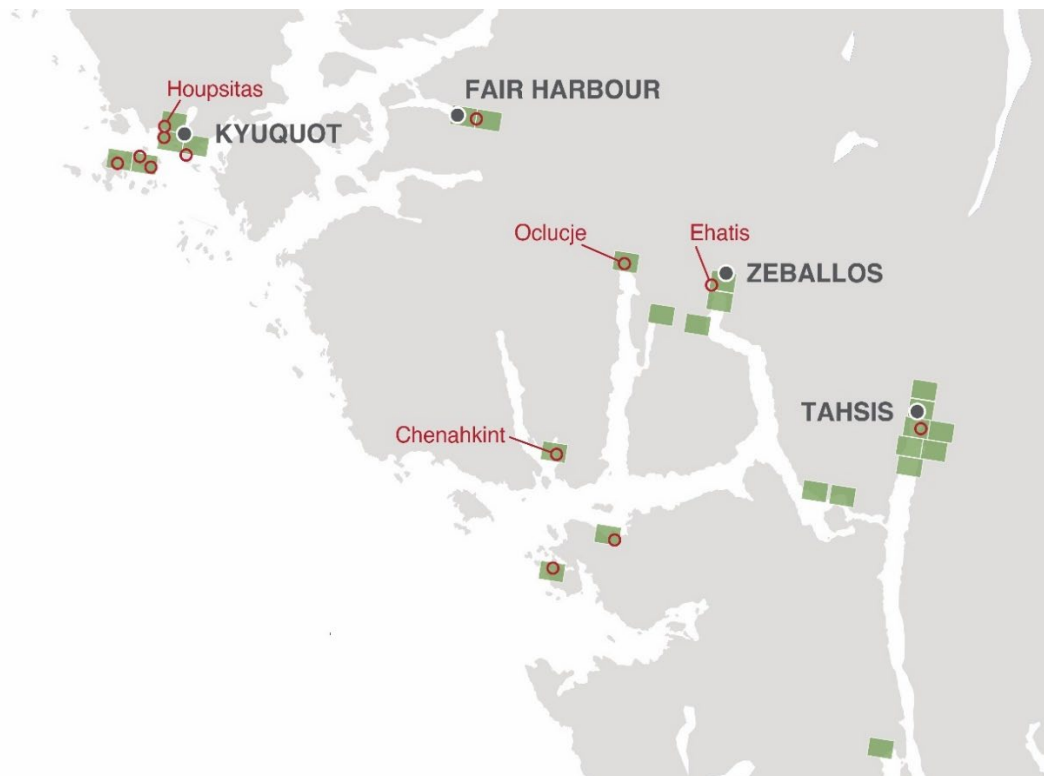 Houpsitas
FAIR HARBOUR
KYUQUOT
Oclucje
Ehatis
ZEBALLOS
TAHSIS
Chenahkint